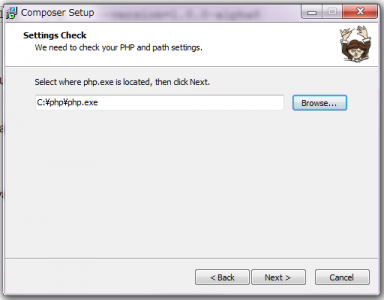 Composer Setup
Settings Check
We need to check your PHP and path settings.
Select where php.exe is located, then click Next.
C:¥php¥php.exe
Browse...
< Back
Next >
Cancel